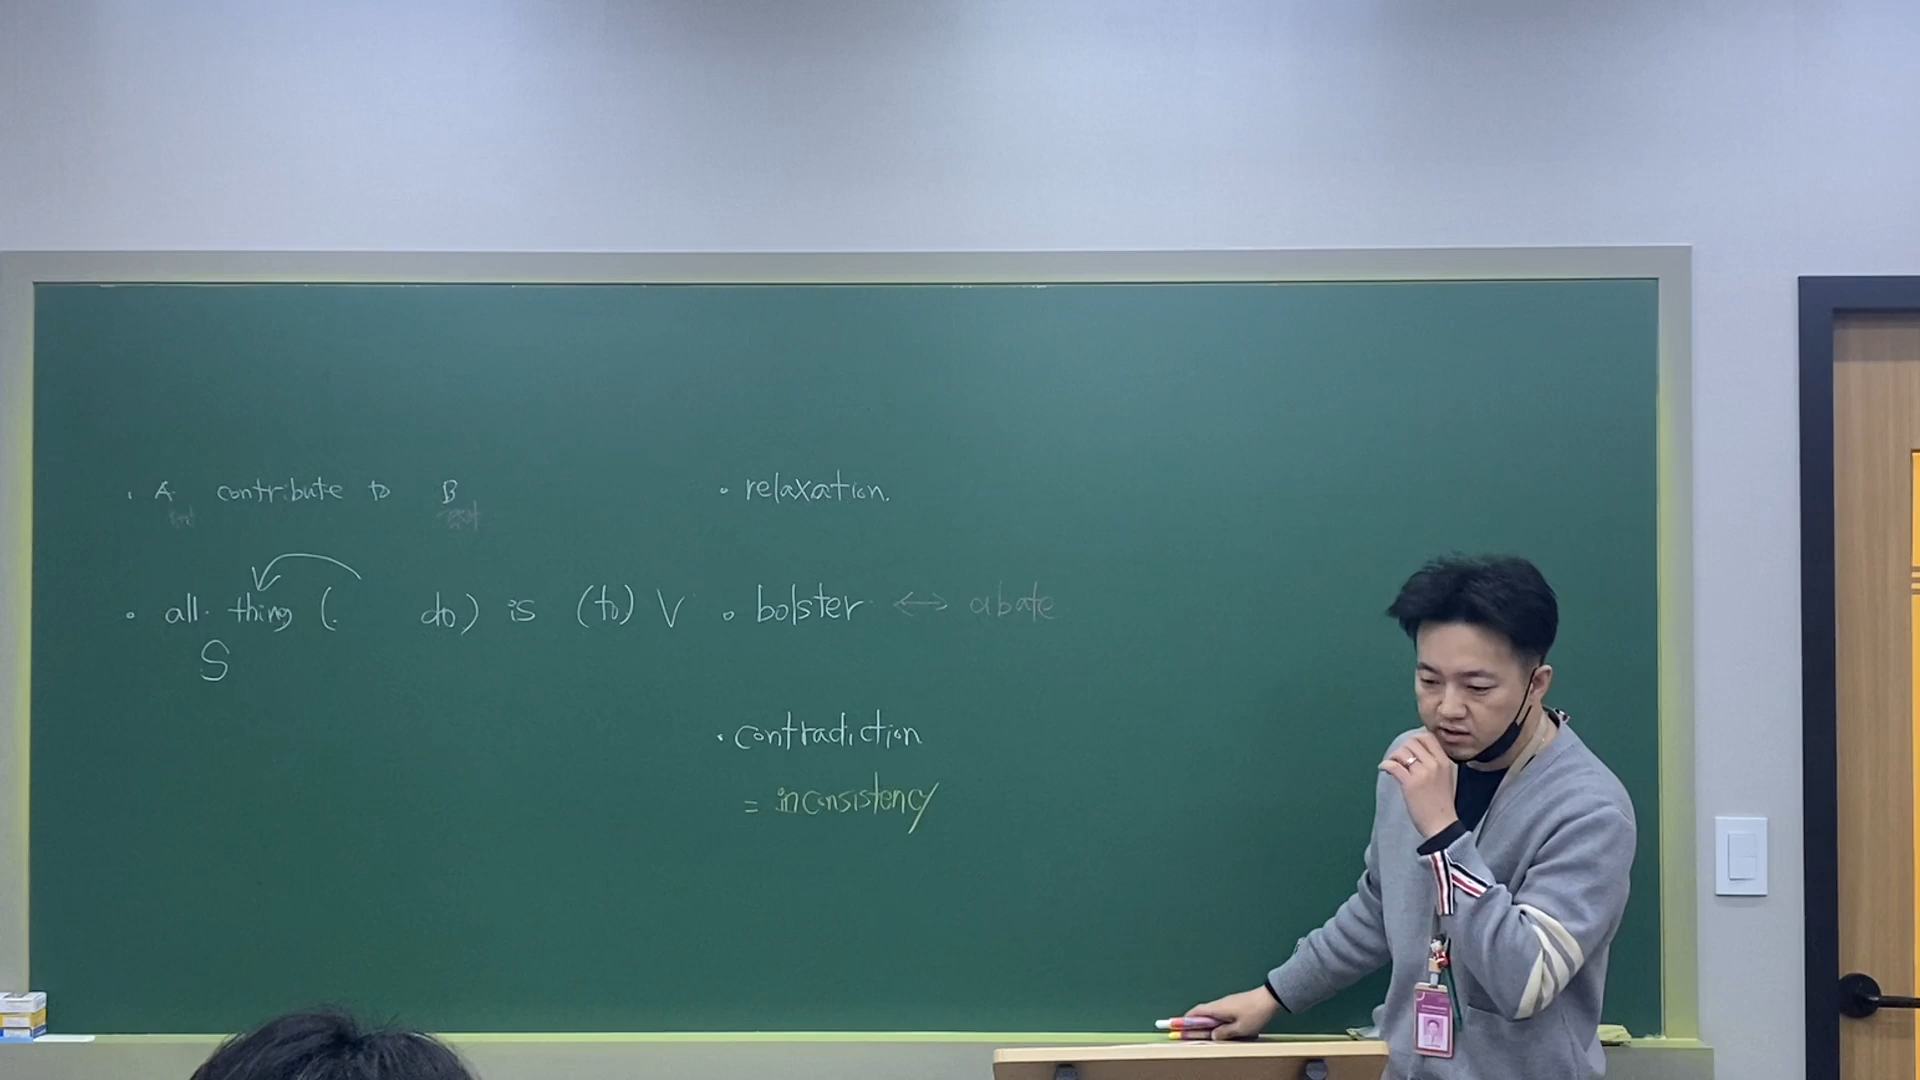 · A contribute to B
· all thing (. do) is (to) V
S
· relaxation.
· bolster ↔ abate
· contradiction
= inconsistency